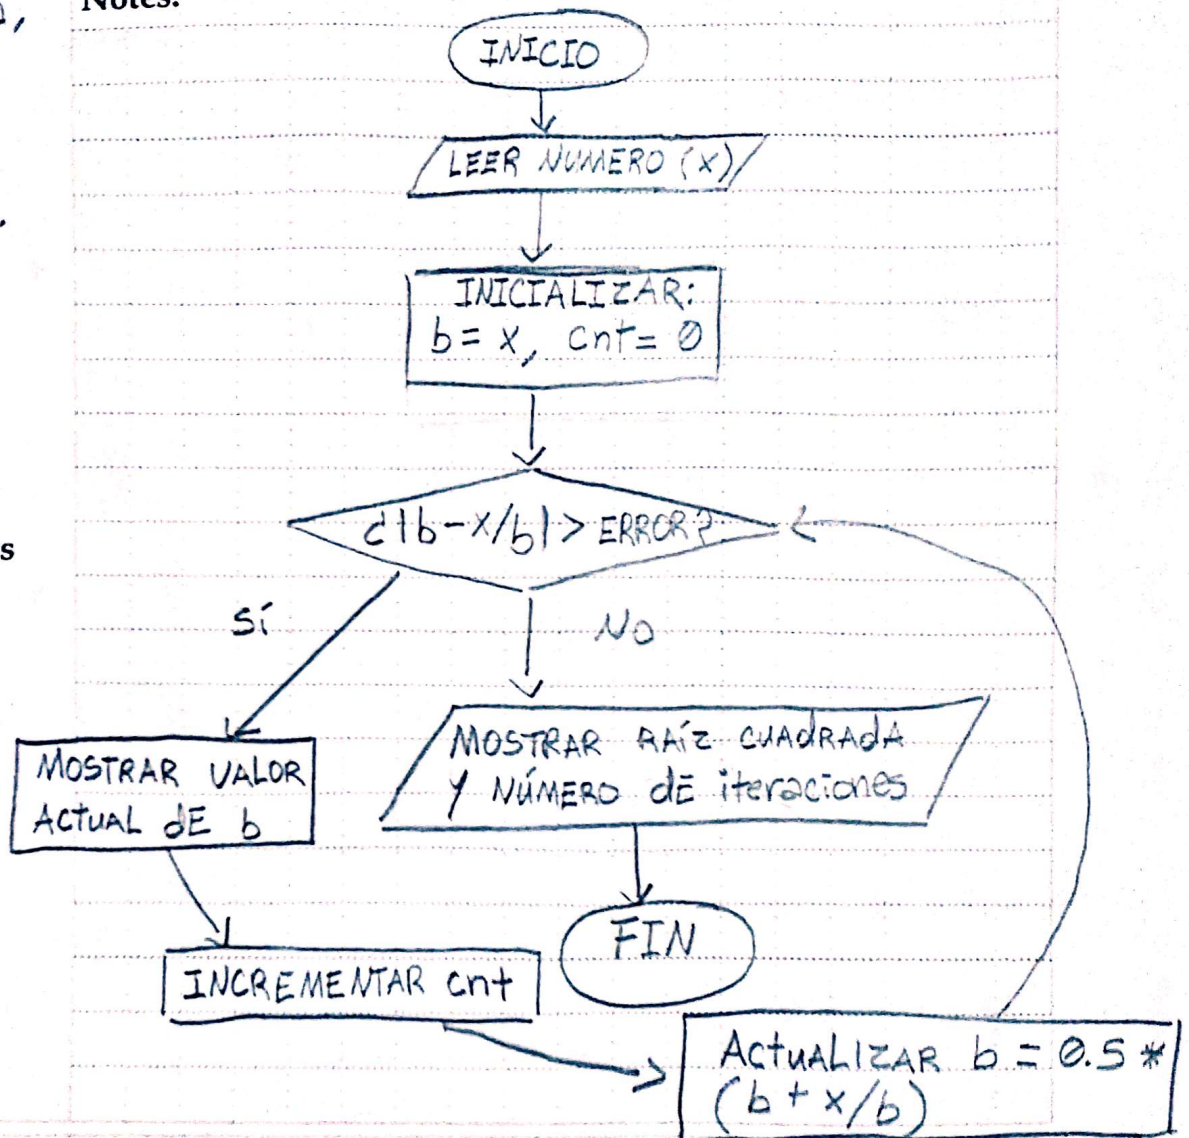 Notes:
INICIO
LEER NUMERO (x)
INICIALIZAR:
b = x, cnt = 0
¿|b - x/b| > ERROR?
SÍ
NO
MOSTRAR VALOR
ACTUAL dE b
MOSTRAR RAÍZ CUADRADA
Y NÚMERO dE iteraciones
INCREMENTAR cnt
FIN
ACTUALIZAR b = 0.5 *
(b + x/b)